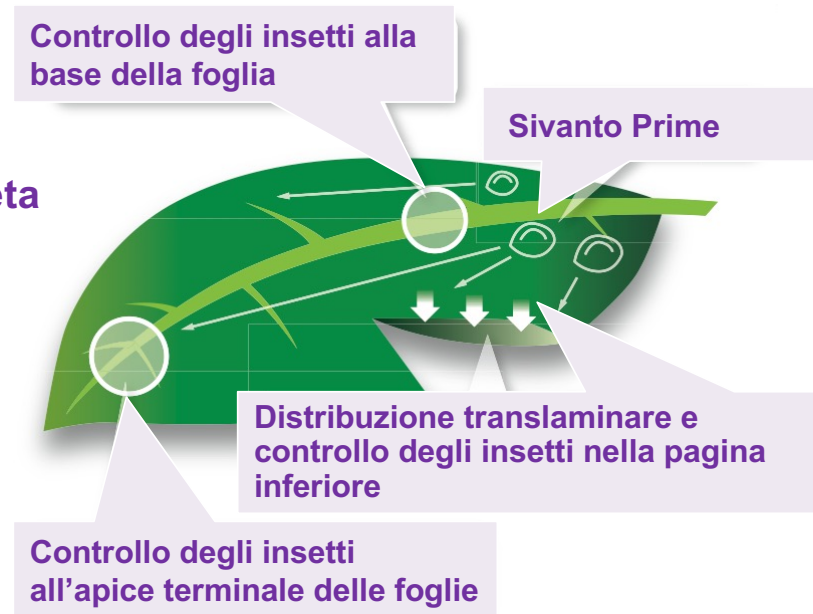 Controllo degli insetti alla
base della foglia
Sivanto Prime
eta
Distribuzione translaminare e
controllo degli insetti nella pagina
inferiore
Controllo degli insetti
all’apice terminale delle foglie